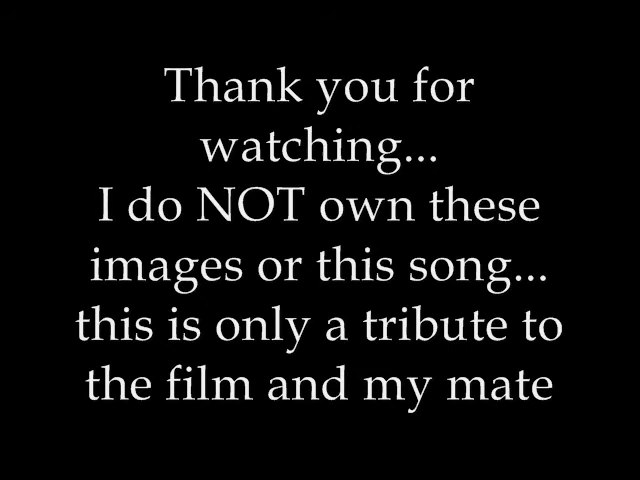 Thank you for
watching...
I do NOT own these
images or this song...
this is only a tribute to
the film and my mate